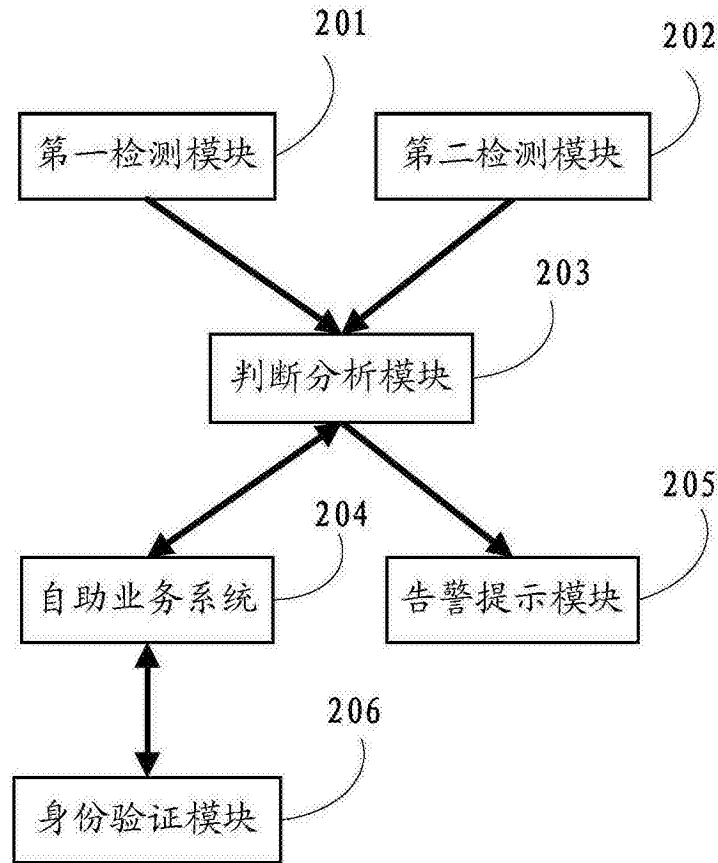 201
202
第一检测模块
第二检测模块
203
判断分析模块
204
205
自助业务系统
告警提示模块
206
身份验证模块